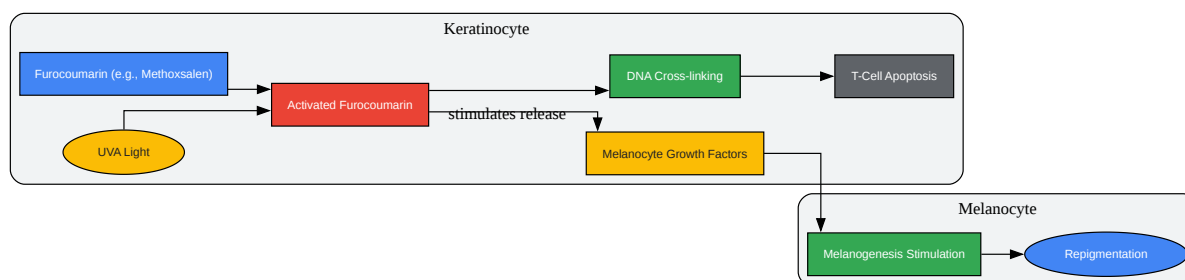 Keratinocyte
Furocoumarin (e.g., Methoxsalen)
DNA Cross-linking
T-Cell Apoptosis
Activated Furocoumarin
stimulates release
UVA Light
Melanocyte Growth Factors
Melanocyte
Melanogenesis Stimulation
Repigmentation